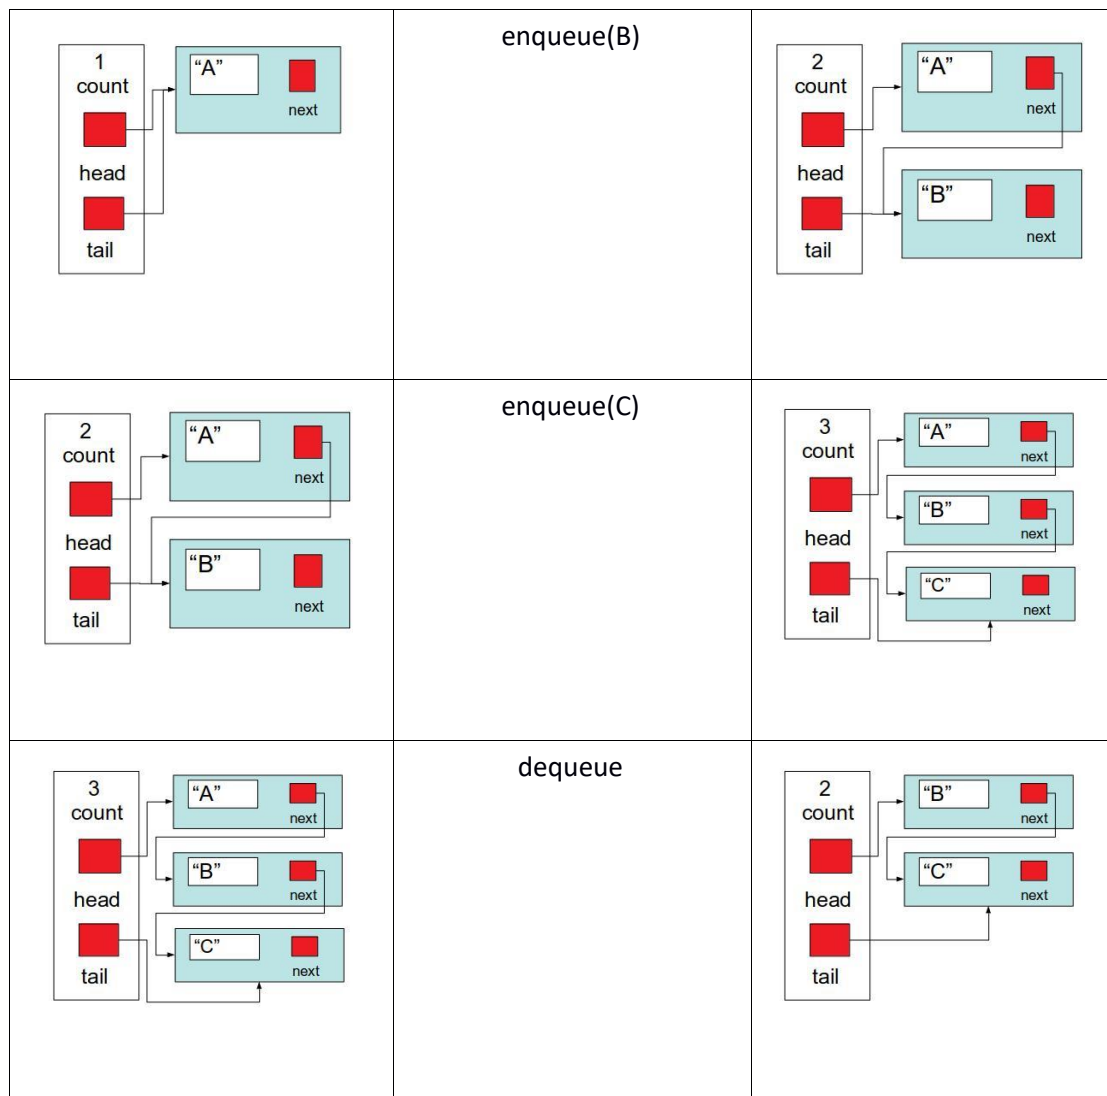 enqueue(B)
1
count
head
tail
“A”
next
2
count
head
tail
“A”
next
“B”
next
enqueue(C)
2
count
head
tail
“A”
next
“B”
next
3
count
head
tail
“A”
next
“B”
next
“C”
next
dequeue
3
count
head
tail
“A”
next
“B”
next
“C”
next
2
count
head
tail
“B”
next
“C”
next